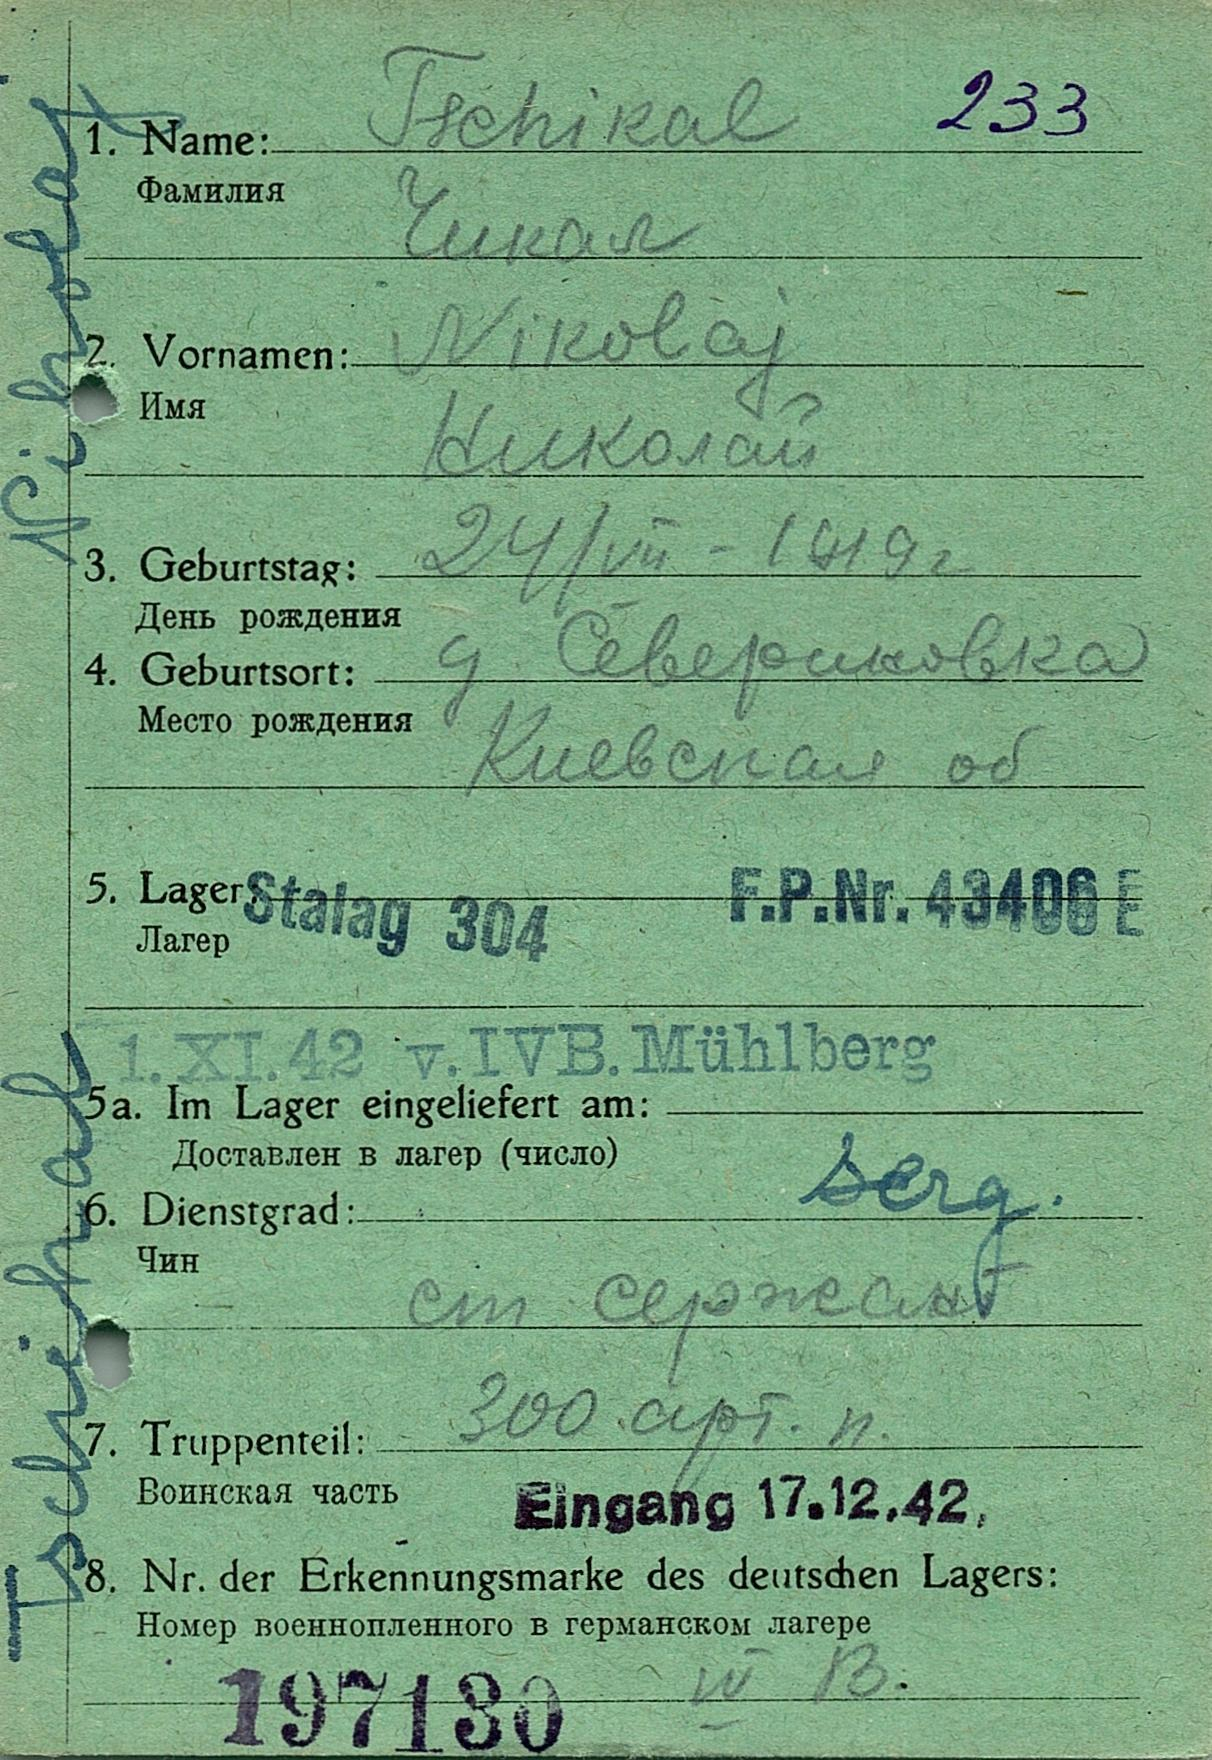 233
1. Name: Tschikal
Фамилия
Чикал
2. Vornamen: Nikolaj
Имя
Николай
3. Geburtstag: 24/VII - 1919 г
День рождения
4. Geburtsort: д. Севериновка
Место рождения
Киевская об
5. Lager: Stalag 304 F.P.Nr. 43406 E
Лагер
1.XI.42 v. IVB. Mühlberg
5a. Im Lager eingeliefert am:
Доставлен в лагер (число)
6. Dienstgrad: Serg.
Чин
ст сержант
7. Truppenteil: 300 арт. п.
Воинская часть
Eingang 17.12.42.
8. Nr. der Erkennungsmarke des deutschen Lagers:
Номер военнопленного в германском лагере
197130 IV B.
Tschikal Nikolaj